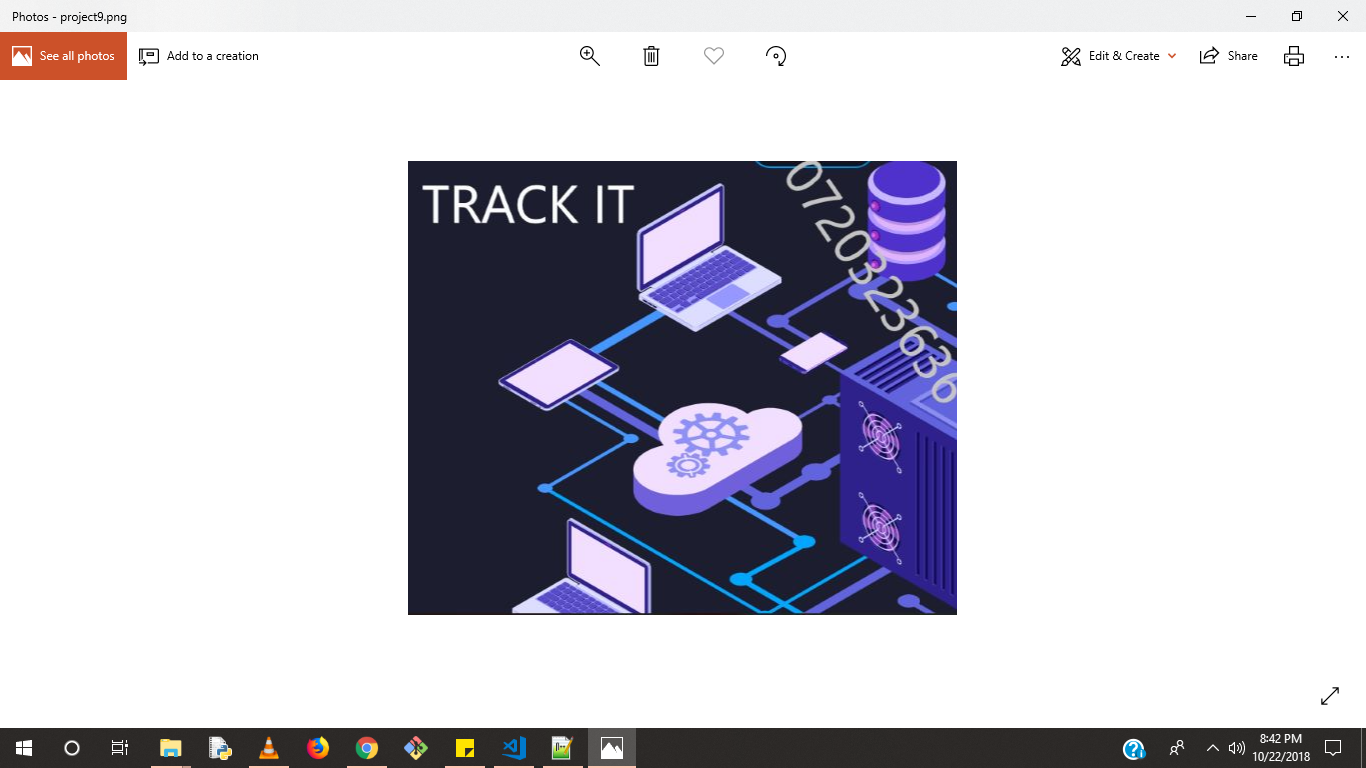 Photos - project9.png
See all photos
Add to a creation
Edit & Create
Share
TRACK IT
0720323636
8:42 PM
10/22/2018